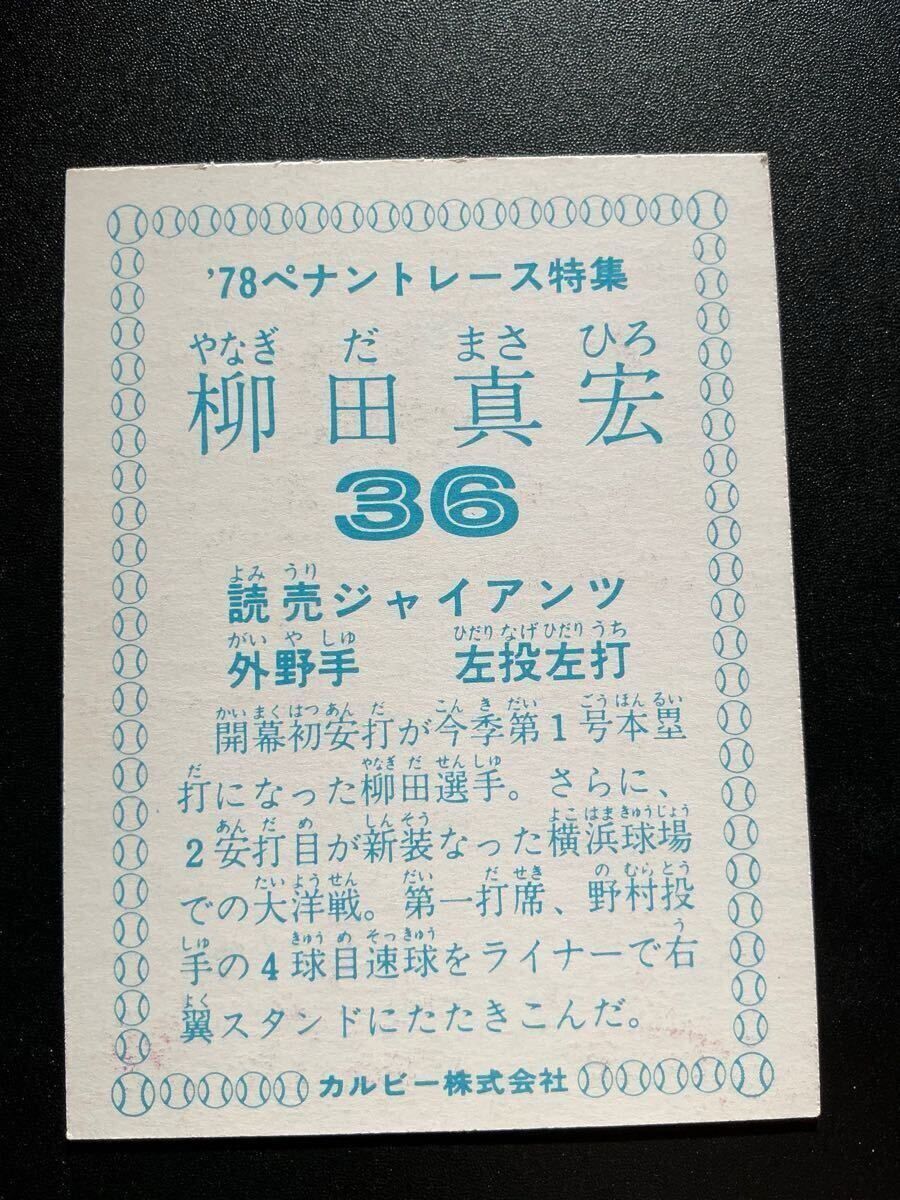 '78ペナントレース特集
やなぎ だ まさ ひろ
柳田真宏
36
よみ うり
読売ジャイアンツ
がい や しゅ ひだり なげ ひだり うち
外野手 左投左打
かい まく はつ あん だ こん き だい ごう ほん るい
開幕初安打が今季第1号本塁
だ やなぎ だ せん しゅ
打になった柳田選手。さらに、
あん だ め しん そう よこ はま きゅう じょう
2安打目が新装なった横浜球場
たい よう せん だい だ せき の むら とう
での大洋戦。第一打席、野村投
しゅ きゅう め そっ きゅう う
手の4球目速球をライナーで右
よく
翼スタンドにたたきこんだ。
カルビー株式会社